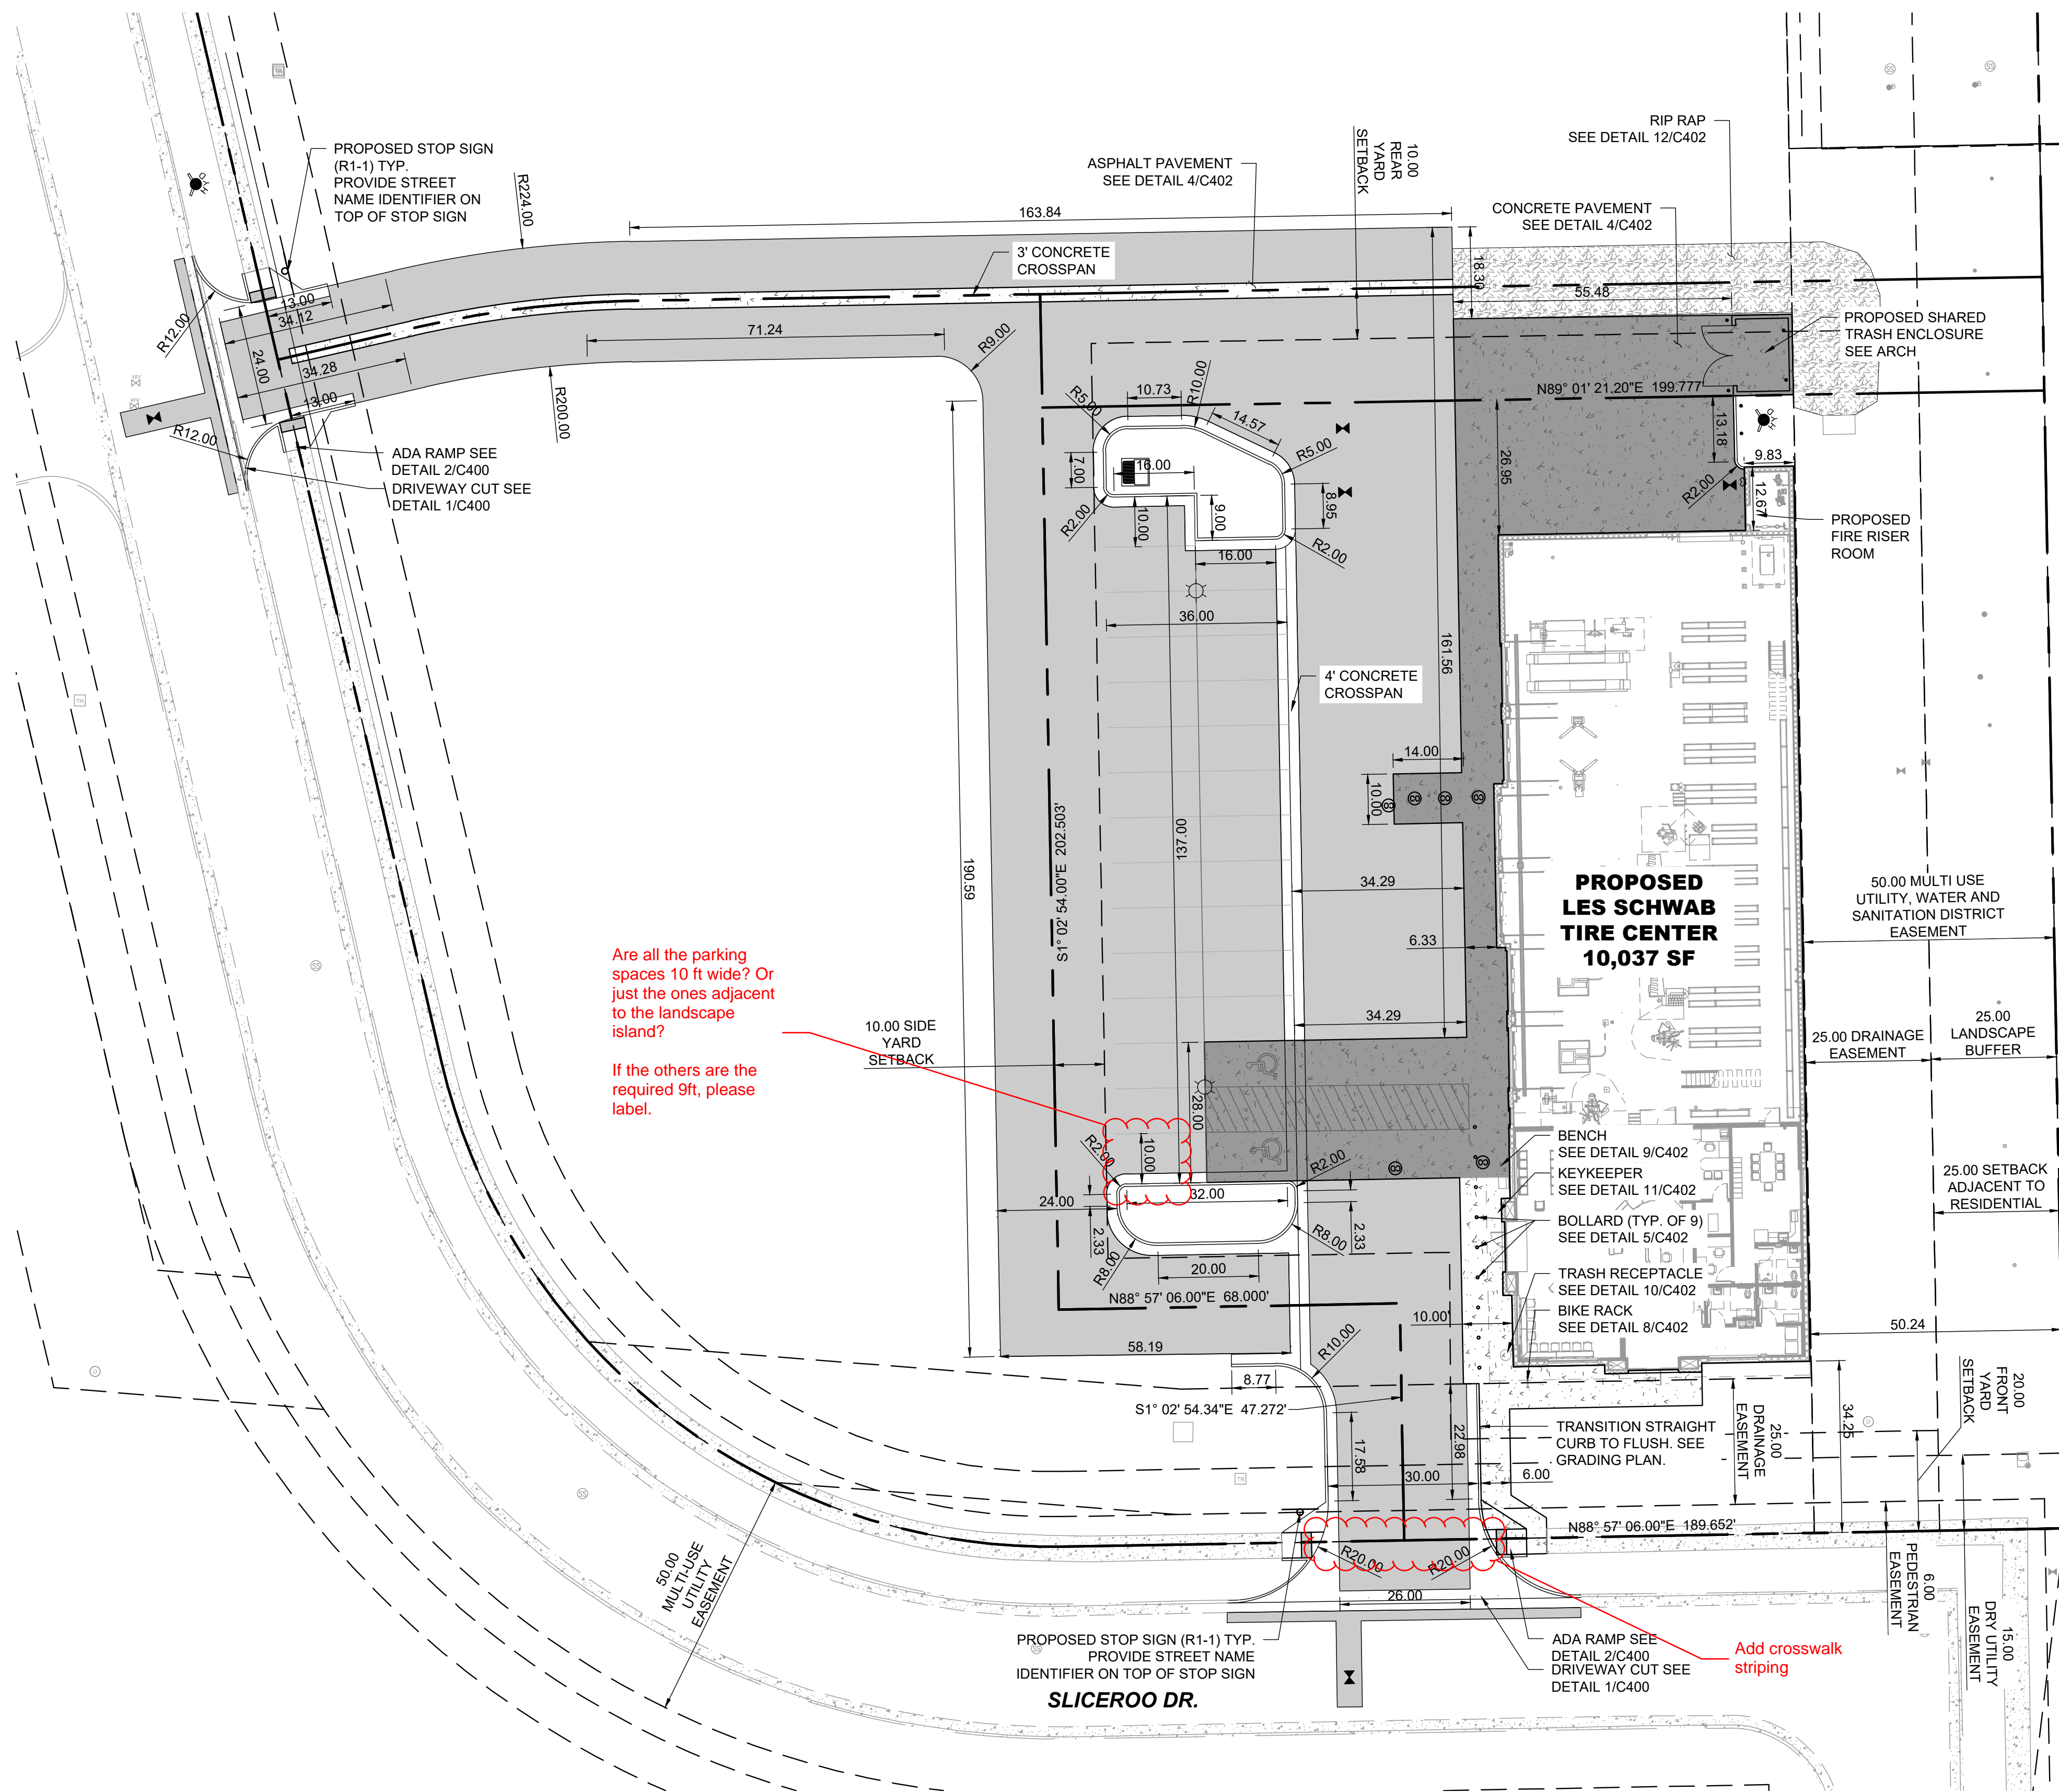 PROPOSED STOP SIGN
(R1-1) TYP.
PROVIDE STREET
NAME IDENTIFIER ON
TOP OF STOP SIGN
R224.00
163.84
ASPHALT PAVEMENT
SEE DETAIL 4/C402
10.00
REAR
YARD
SETBACK
RIP RAP
SEE DETAIL 12/C402
CONCRETE PAVEMENT
SEE DETAIL 4/C402
3' CONCRETE
CROSSPAN
18.30
55.48
PROPOSED SHARED
TRASH ENCLOSURE
SEE ARCH
HYD
R12.00
13.00
34.12
24.00
34.28
13.00
R12.00
71.24
R9.00
R200.00
ADA RAMP SEE
DETAIL 2/C400
DRIVEWAY CUT SEE
DETAIL 1/C400
N89° 01' 21.20"E 199.777'
10.73
R10.00
R5.00
14.57
R5.00
7.00
16.00
8.95
R2.00
10.00
9.00
16.00
R2.00
26.95
HYD
13.18
9.83
R2.00
12.67
PROPOSED
FIRE RISER
ROOM
36.00
161.56
4' CONCRETE
CROSSPAN
14.00
10.00
137.00
190.59
S1° 02' 54.00"E 202.503'
34.29
6.33
34.29
PROPOSED
LES SCHWAB
TIRE CENTER
10,037 SF
50.00 MULTI USE
UTILITY, WATER AND
SANITATION DISTRICT
EASEMENT
25.00 DRAINAGE
EASEMENT
25.00
LANDSCAPE
BUFFER
25.00 SETBACK
ADJACENT TO
RESIDENTIAL
Are all the parking
spaces 10 ft wide? Or
just the ones adjacent
to the landscape
island?
If the others are the
required 9ft, please
label.
10.00 SIDE
YARD
SETBACK
28.00
R2.00
10.00
R2.00
32.00
24.00
2.33
2.33
R8.00
R8.00
20.00
N88° 57' 06.00"E 68.000'
BENCH
SEE DETAIL 9/C402
KEYKEEPER
SEE DETAIL 11/C402
BOLLARD (TYP. OF 9)
SEE DETAIL 5/C402
TRASH RECEPTACLE
SEE DETAIL 10/C402
BIKE RACK
SEE DETAIL 8/C402
10.00'
50.24
58.19
R10.00
8.77
S1° 02' 54.34"E 47.272'
17.58
22.98
30.00
6.00
TRANSITION STRAIGHT
CURB TO FLUSH. SEE
GRADING PLAN.
25.00
DRAINAGE
EASEMENT
34.25
20.00
FRONT
YARD
SETBACK
N88° 57' 06.00"E 189.652'
R20.00
R20.00
26.00
50.00
MULTI-USE
UTILITY
EASEMENT
6.00
PEDESTRIAN
EASEMENT
15.00
DRY UTILITY
EASEMENT
PROPOSED STOP SIGN (R1-1) TYP.
PROVIDE STREET NAME
IDENTIFIER ON TOP OF STOP SIGN
SLICEROO DR.
ADA RAMP SEE
DETAIL 2/C400
DRIVEWAY CUT SEE
DETAIL 1/C400
Add crosswalk
striping
TR
TR
SS
SS
SS
SS
SS
D
D